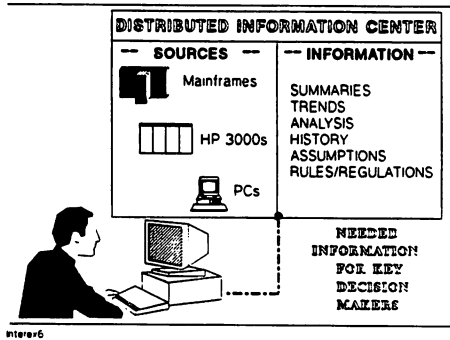 DISTRIBUTED INFORMATION CENTER
-- SOURCES --
Mainframes
HP 3000s
PCs
-- INFORMATION --
SUMMARIES
TRENDS
ANALYSIS
HISTORY
ASSUMPTIONS
RULES/REGULATIONS
NEEDED
INFORMATION
FOR KEY
DECISION
MAKERS
Interex6